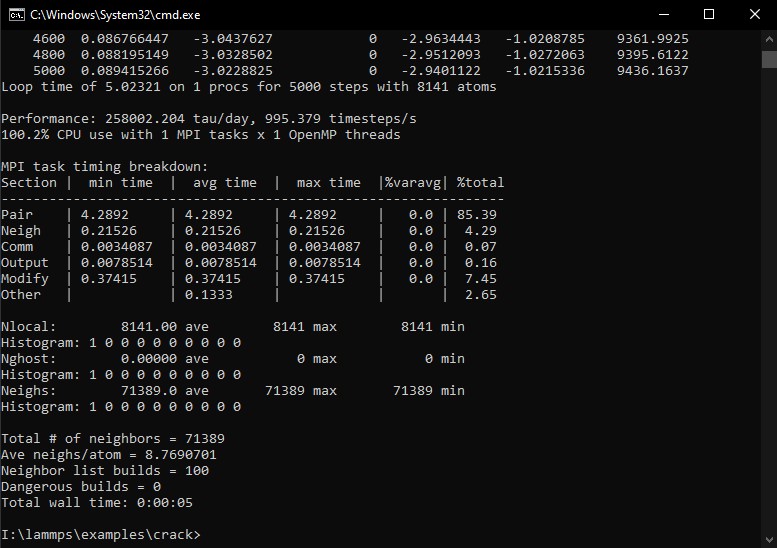 C:\Windows\System32\cmd.exe
4600 0.086766447 -3.0437627 0 -2.9634443 -1.0208785 9361.9925
4800 0.088195149 -3.0328502 0 -2.9512093 -1.0272063 9395.6122
5000 0.089415266 -3.0228825 0 -2.9401122 -1.0215336 9436.1637
Loop time of 5.02321 on 1 procs for 5000 steps with 8141 atoms
Performance: 258002.204 tau/day, 995.379 timesteps/s
100.2% CPU use with 1 MPI tasks x 1 OpenMP threads
MPI task timing breakdown:
Section | min time | avg time | max time |%varavg| %total
---------------------------------------------------------------
Pair | 4.2892 | 4.2892 | 4.2892 | 0.0 | 85.39
Neigh | 0.21526 | 0.21526 | 0.21526 | 0.0 | 4.29
Comm | 0.0034087 | 0.0034087 | 0.0034087 | 0.0 | 0.07
Output | 0.0078514 | 0.0078514 | 0.0078514 | 0.0 | 0.16
Modify | 0.37415 | 0.37415 | 0.37415 | 0.0 | 7.45
Other | | 0.1333 | | | 2.65
Nlocal: 8141.00 ave 8141 max 8141 min
Histogram: 1 0 0 0 0 0 0 0 0 0
Nghost: 0.00000 ave 0 max 0 min
Histogram: 1 0 0 0 0 0 0 0 0 0
Neighs: 71389.0 ave 71389 max 71389 min
Histogram: 1 0 0 0 0 0 0 0 0 0
Total # of neighbors = 71389
Ave neighs/atom = 8.7690701
Neighbor list builds = 100
Dangerous builds = 0
Total wall time: 0:00:05
I:\lammps\examples\crack>